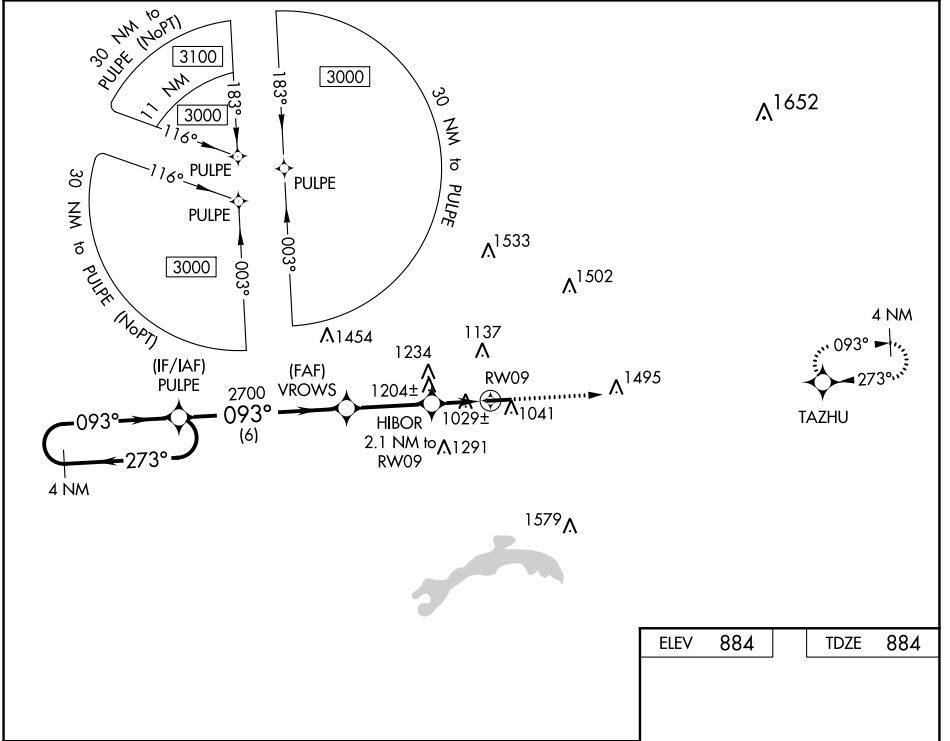 30 NM to
PULPE (NoPT)
3100
11 NM
3000
183°
116°
PULPE
183°
3000
30 NM to PULPE
PULPE
003°
116°
PULPE
3000
003°
30 NM to PULPE (NoPT)
1652
1533
1502
1454
1137
1234
1204±
1495
RW09
1029±
1041
1291
1579
(IF/IAF)
PULPE
2700
093°
(6)
(FAF)
VROWS
HIBOR
2.1 NM to
RW09
093°
273°
4 NM
4 NM
093°
273°
TAZHU
ELEV 884
TDZE 884